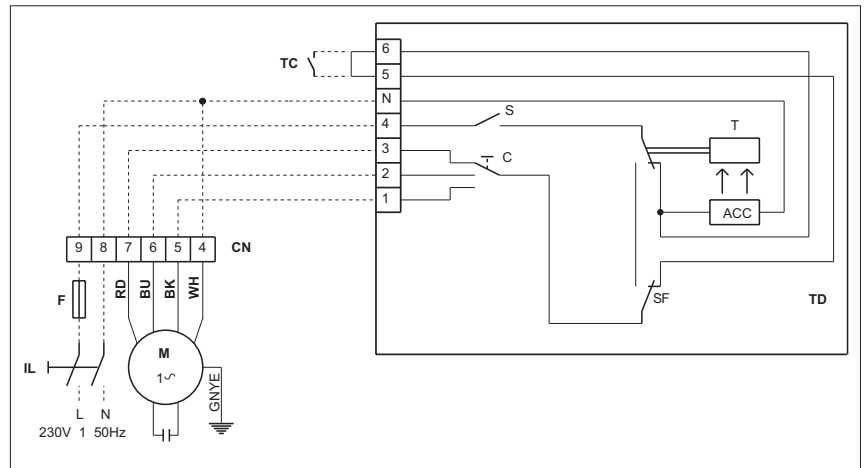 TC
6
5
N
4
3
2
1
S
C
T
ACC
SF
TD
9 8 7 6 5 4 CN
F
RD
BU
BK
WH
IL
M
1~
GNYE
L N
230V 1 50Hz